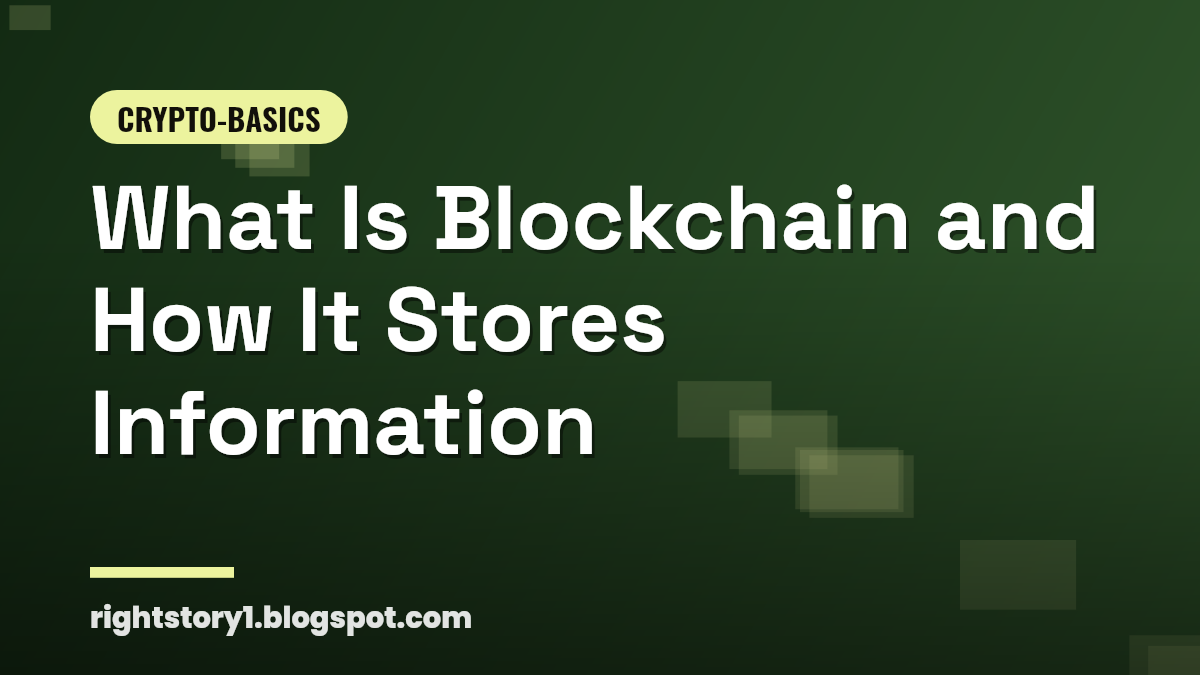 CRYPTO-BASICS
What Is Blockchain and
How It Stores
Information
rightstory1.blogspot.com